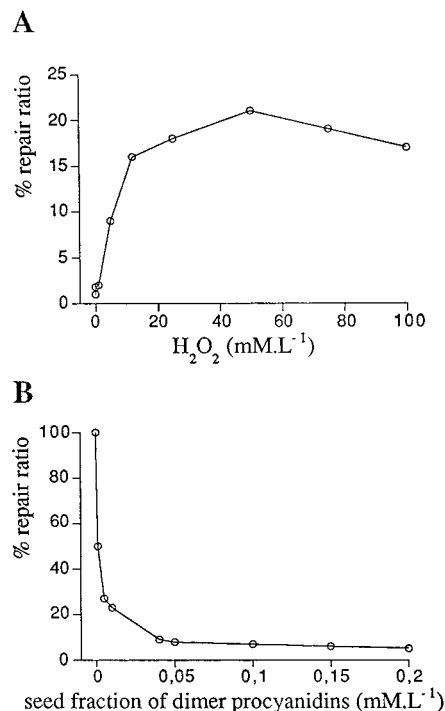 A
25
20
15
10
5
0
% repair ratio
0 20 40 60 80 100
H₂O₂ (mM.L⁻¹)
B
100
80
60
40
20
0
% repair ratio
0 0,05 0,1 0,15 0,2
seed fraction of dimer procyanidins (mM.L⁻¹)